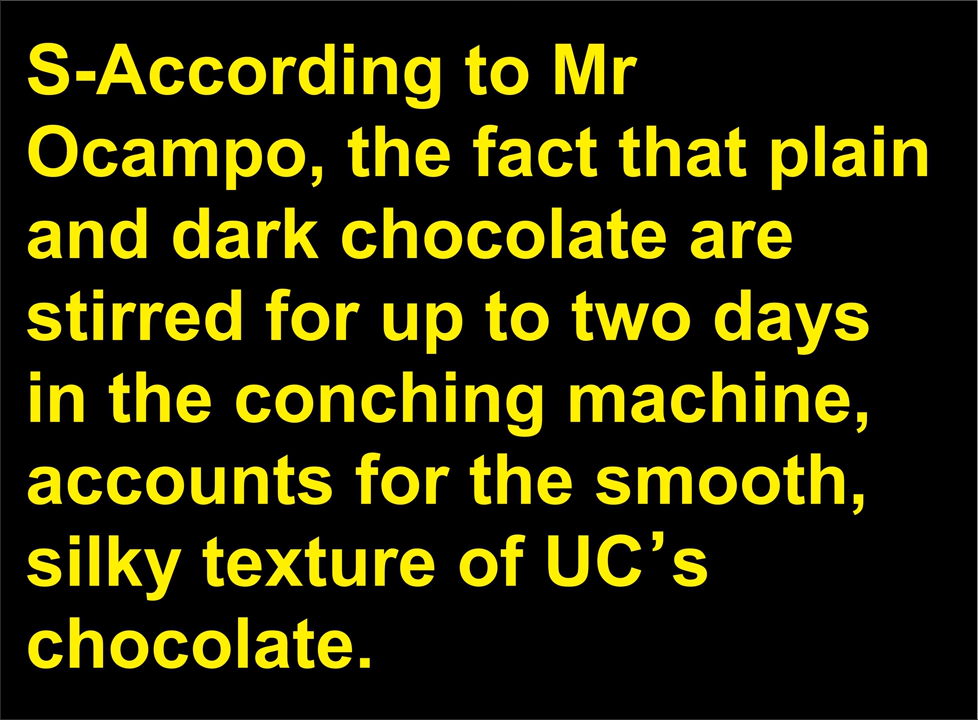 S-According to Mr
Ocampo, the fact that plain
and dark chocolate are
stirred for up to two days
in the conching machine,
accounts for the smooth,
silky texture of UC’s
chocolate.